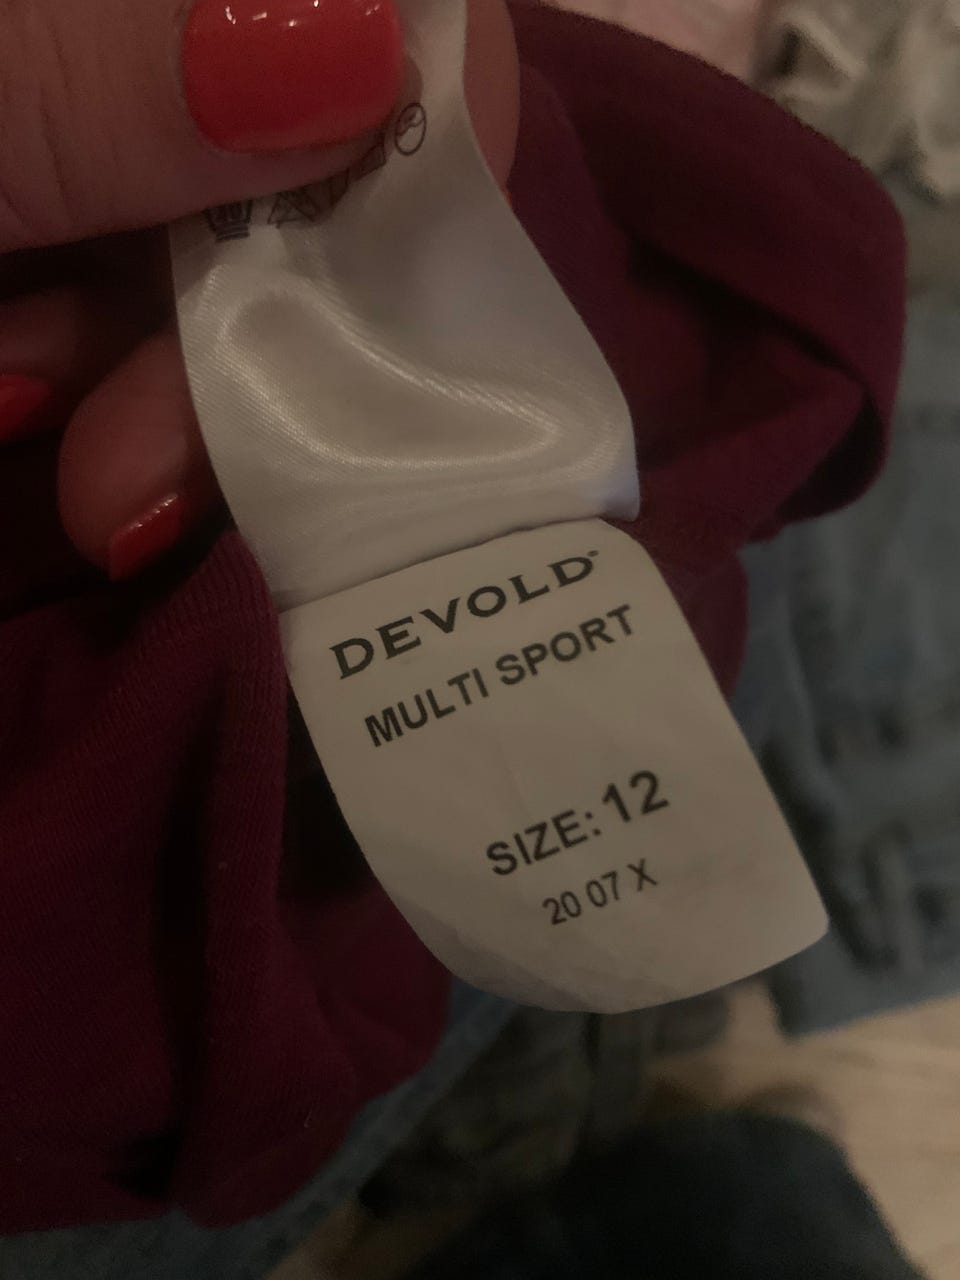 DEVOLD
MULTI SPORT
SIZE: 12
20 07 X